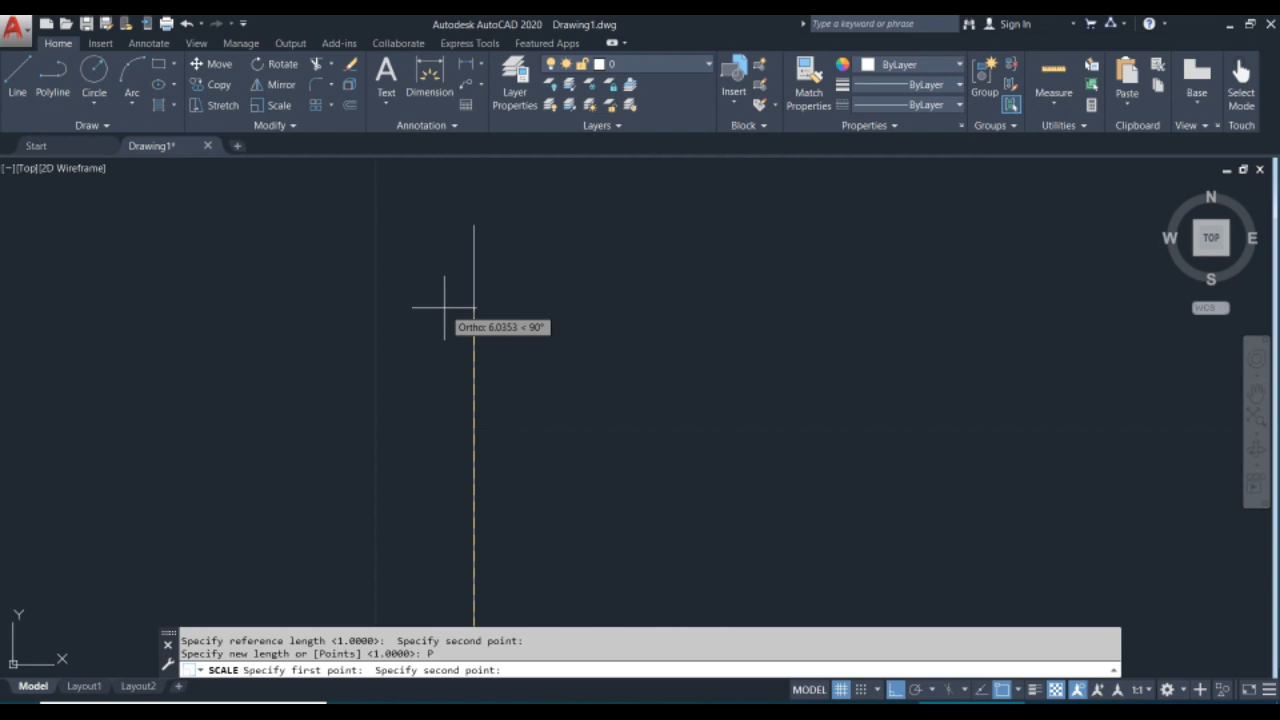 Autodesk AutoCAD 2020 Drawing1.dwg
Type a keyword or phrase
Sign In
Home Insert Annotate View Manage Output Add-ins Collaborate Express Tools Featured Apps
Line Polyline Circle Arc
Move Rotate
Copy Mirror
Stretch Scale
Text Dimension
Layer Properties
0
Insert
Match Properties
ByLayer
ByLayer
ByLayer
Group
Measure
Paste
Base
Select Mode
Draw Modify Annotation Layers Block Properties Groups Utilities Clipboard View Touch
Start Drawing1*
[−][Top][2D Wireframe]
N
W TOP E
S
WCS
Ortho: 6.0353 < 90°
Y
X
Specify reference length <1.0000>: Specify second point:
Specify new length or [Points] <1.0000>: P
SCALE Specify first point: Specify second point:
Model Layout1 Layout2
MODEL 1:1